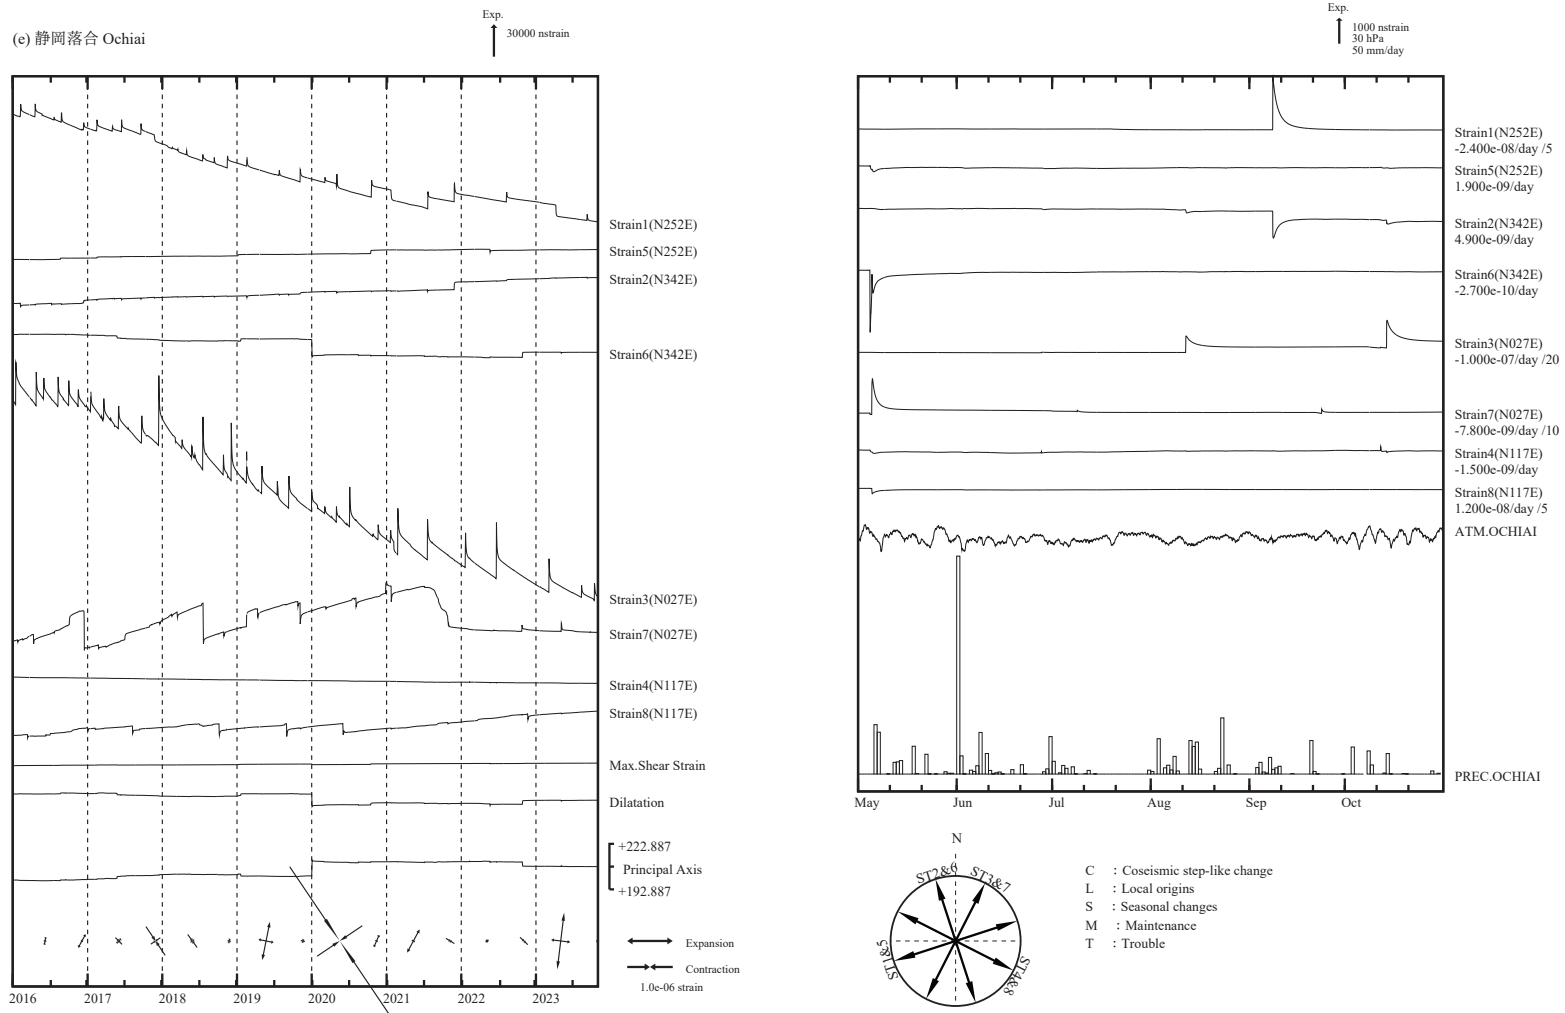 (e) 静岡落合 Ochiai
Exp.
30000 nstrain
Strain1(N252E)
Strain5(N252E)
Strain2(N342E)
Strain6(N342E)
Strain3(N027E)
Strain7(N027E)
Strain4(N117E)
Strain8(N117E)
Max.Shear Strain
Dilatation
+222.887
Principal Axis
+192.887
Expansion
Contraction
1.0e-06 strain
2016 2017 2018 2019 2020 2021 2022 2023
Exp.
1000 nstrain
30 hPa
50 mm/day
Strain1(N252E)
-2.400e-08/day /5
Strain5(N252E)
1.900e-09/day
Strain2(N342E)
4.900e-09/day
Strain6(N342E)
-2.700e-10/day
Strain3(N027E)
-1.000e-07/day /20
Strain7(N027E)
-7.800e-09/day /10
Strain4(N117E)
-1.500e-09/day
Strain8(N117E)
1.200e-08/day /5
ATM.OCHIAI
PREC.OCHIAI
May Jun Jul Aug Sep Oct
N
ST2&6 ST3&7
ST1&5 ST4&8
C : Coseismic step-like change
L : Local origins
S : Seasonal changes
M : Maintenance
T : Trouble